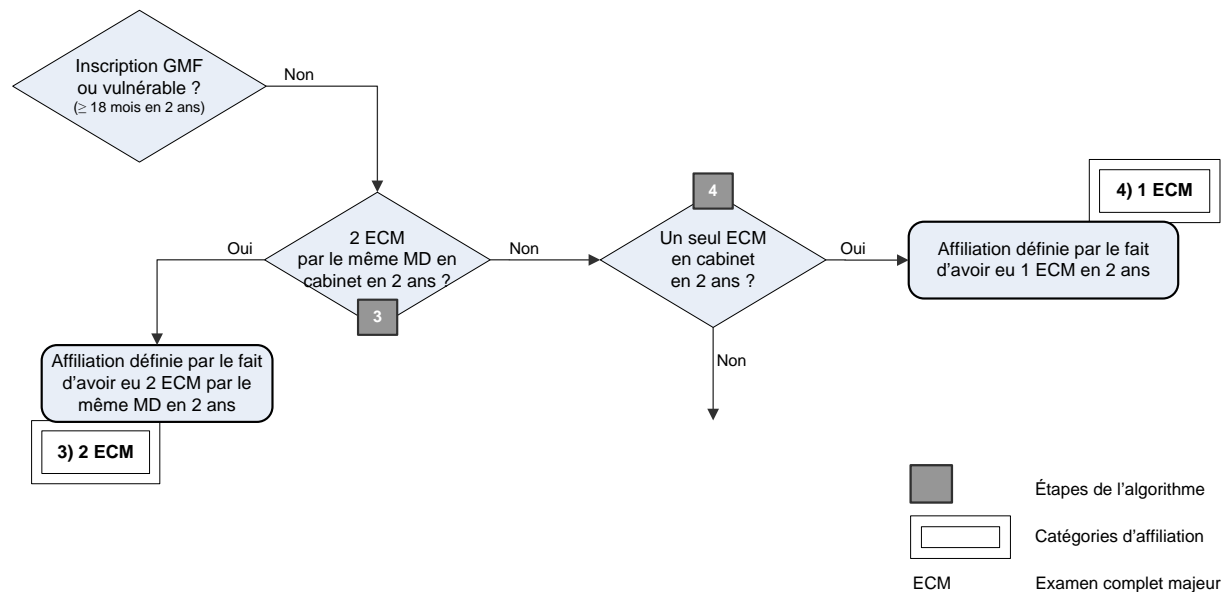 Inscription GMF
ou vulnérable ?
(≥ 18 mois en 2 ans)
Non
2 ECM
par le même MD en
cabinet en 2 ans ?
3
Oui
Affiliation définie par le fait
d'avoir eu 2 ECM par le
même MD en 2 ans
3) 2 ECM
Non
4
Un seul ECM
en cabinet
en 2 ans ?
Oui
4) 1 ECM
Affiliation définie par le fait
d'avoir eu 1 ECM en 2 ans
Non
Étapes de l'algorithme
Catégories d'affiliation
ECM Examen complet majeur